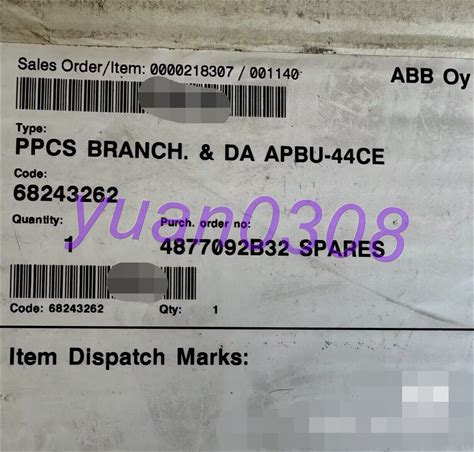 Sales Order/Item: 0000218307 / 001140
ABB Oy
Type:
PPCS BRANCH. & DA APBU-44CE
Code:
68243262
yuan0308
Quantity:
Purch. order no:
1
4877092B32 SPARES
Code: 68243262
Qty: 1
Item Dispatch Marks: